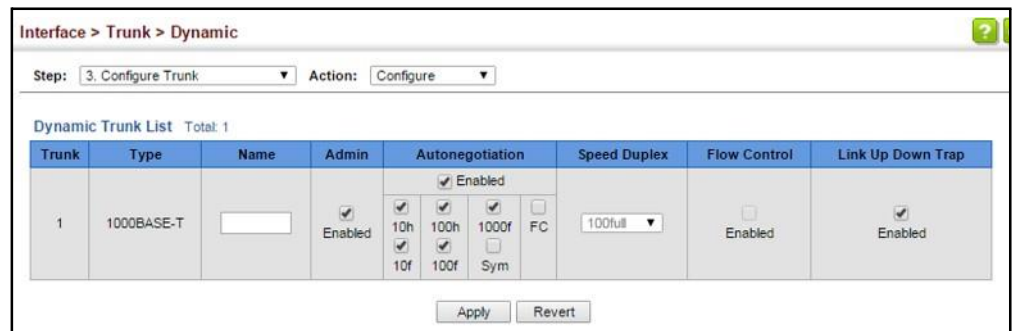 Interface > Trunk > Dynamic
?
Step: 3. Configure Trunk Action: Configure
Dynamic Trunk List Total: 1
Trunk Type Name Admin Autonegotiation Speed Duplex Flow Control Link Up Down Trap
Enabled
1 1000BASE-T Enabled 10h 100h 1000f FC 100full Enabled Enabled
10f 100f Sym
Apply Revert